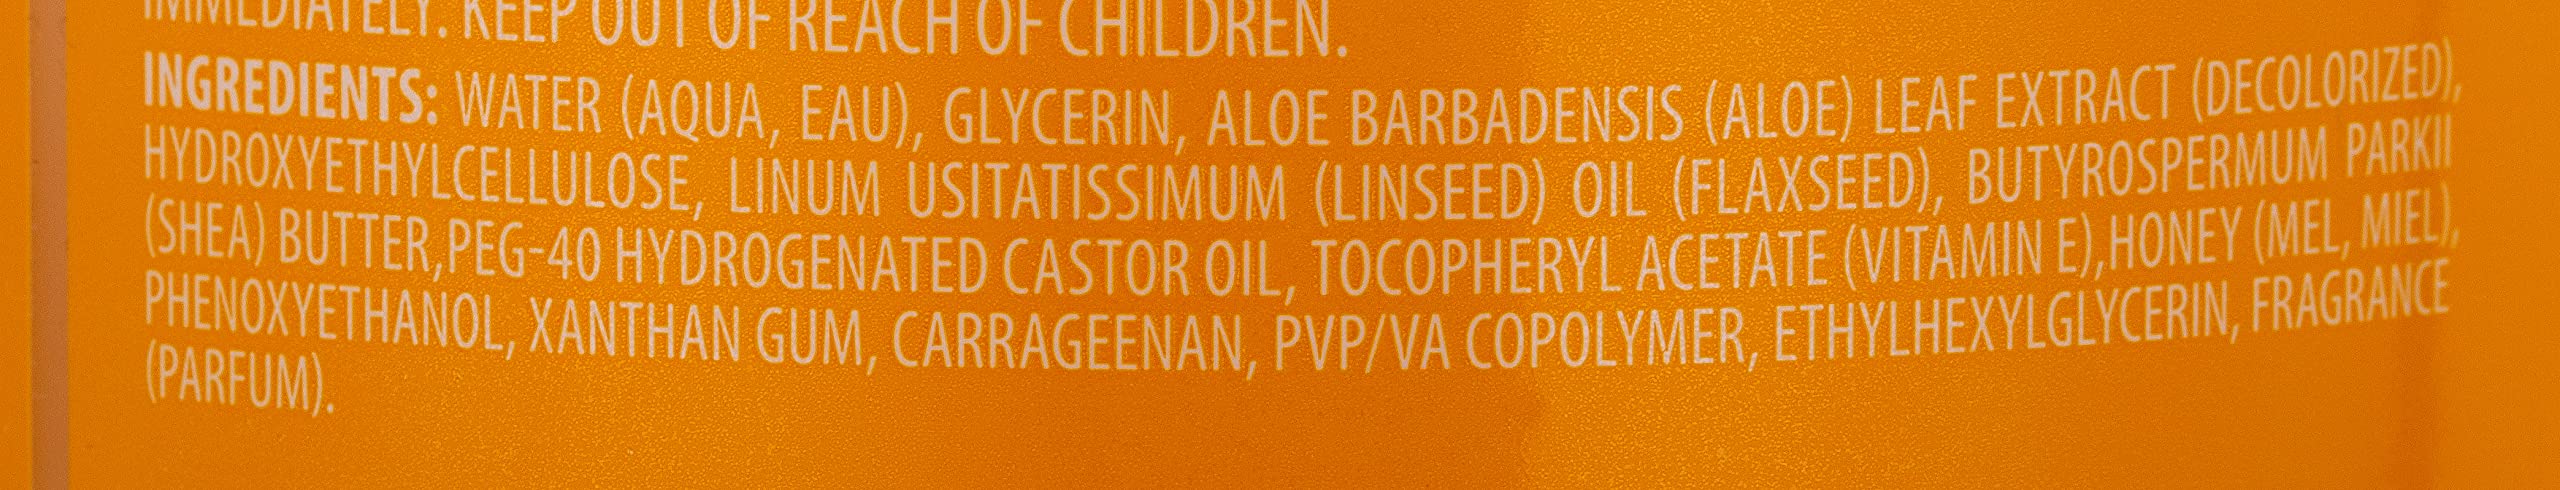 IMMEDIATELY. KEEP OUT OF REACH OF CHILDREN.
INGREDIENTS: WATER (AQUA, EAU), GLYCERIN, ALOE BARBADENSIS (ALOE) LEAF EXTRACT (DECOLORIZED),
HYDROXYETHYLCELLULOSE, LINUM USITATISSIMUM (LINSEED) OIL (FLAXSEED), BUTYROSPERMUM PARKII
(SHEA) BUTTER,PEG-40 HYDROGENATED CASTOR OIL, TOCOPHERYL ACETATE (VITAMIN E),HONEY (MEL, MIEL),
PHENOXYETHANOL, XANTHAN GUM, CARRAGEENAN, PVP/VA COPOLYMER, ETHYLHEXYLGLYCERIN, FRAGRANCE
(PARFUM).